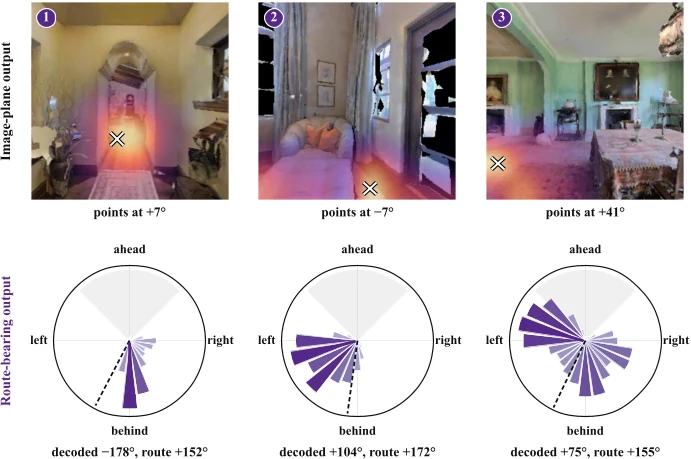 Image-plane output
1
2
3
points at +7°
points at −7°
points at +41°
Route-bearing output
ahead
ahead
ahead
left
right
left
right
left
right
behind
behind
behind
decoded −178°, route +152°
decoded +104°, route +172°
decoded +75°, route +155°